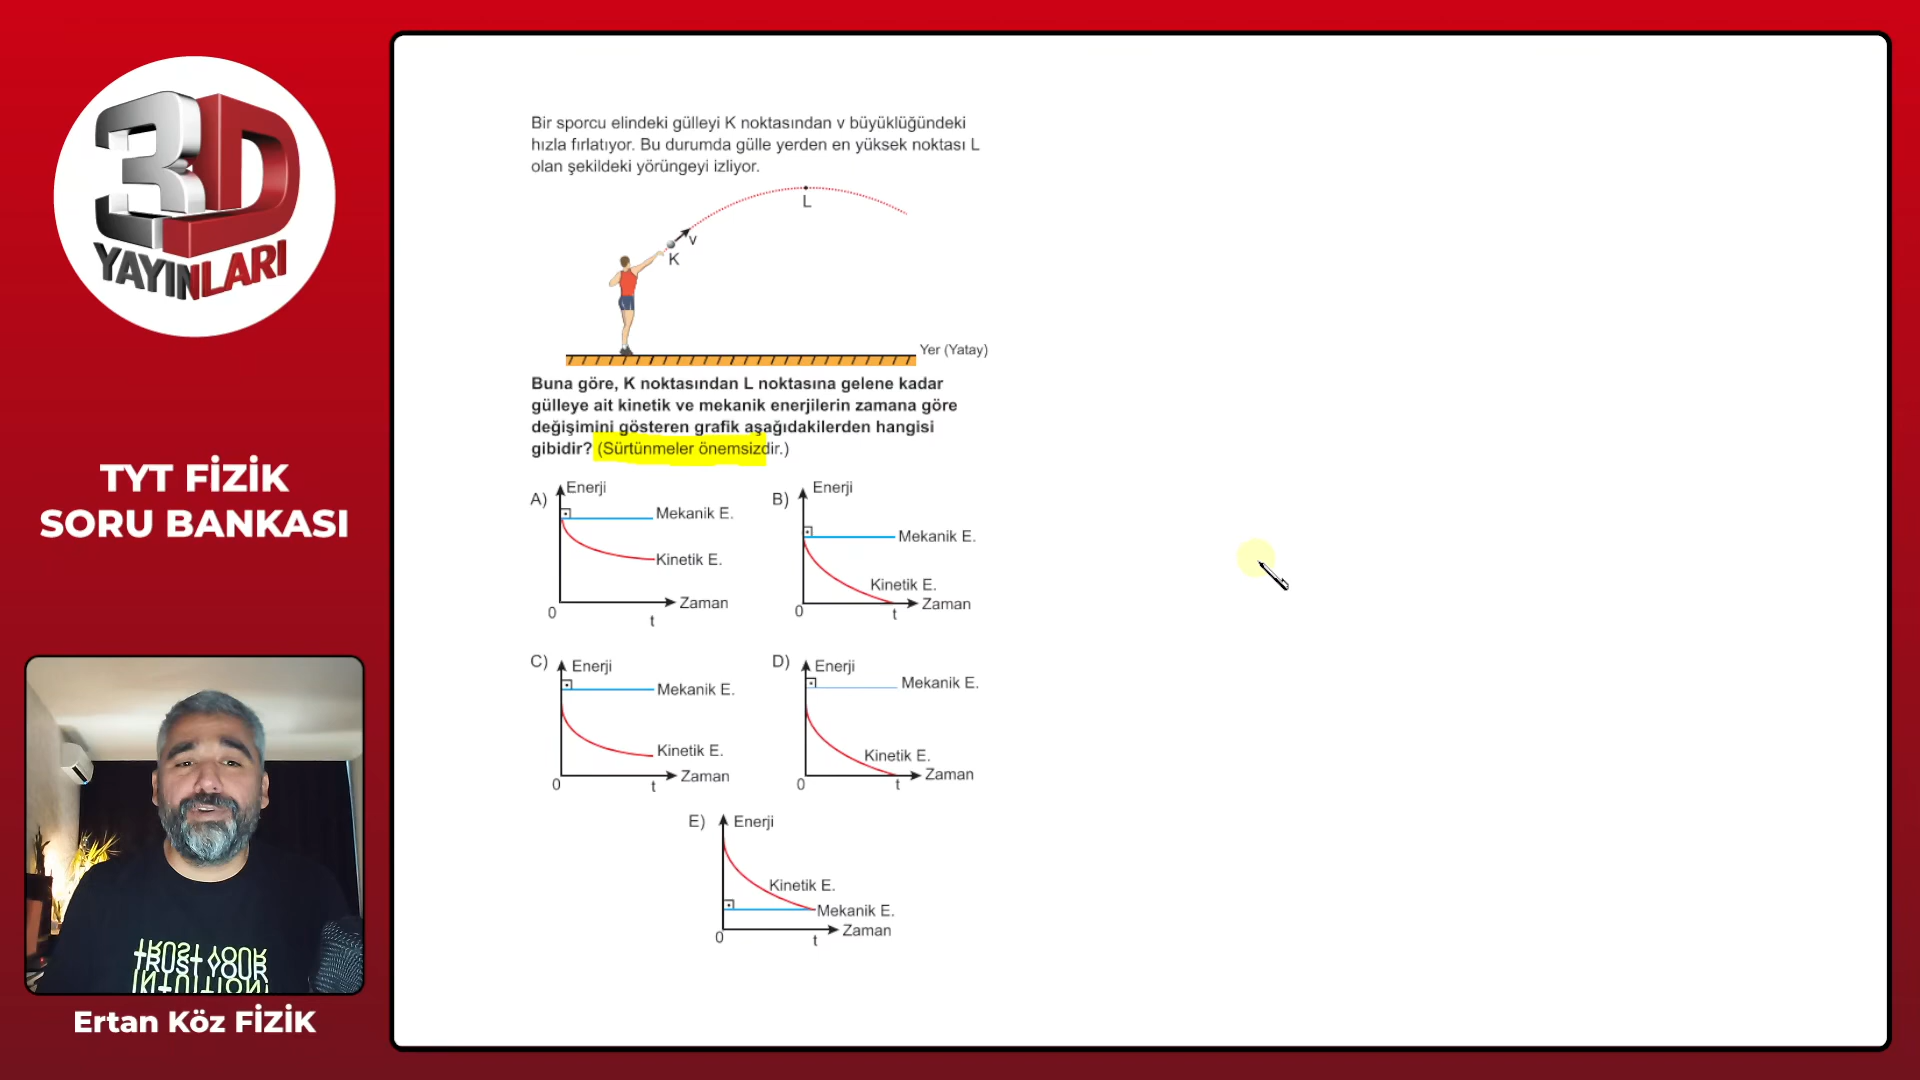 3D
YAYINLARI
TYT FİZİK
SORU BANKASI
Ertan Köz FİZİK
TRUST YOUR
INTUITION!
Bir sporcu elindeki gülleyi K noktasından v büyüklüğündeki
hızla fırlatıyor. Bu durumda gülle yerden en yüksek noktası L
olan şekildeki yörüngeyi izliyor.
L
v
K
Yer (Yatay)
Buna göre, K noktasından L noktasına gelene kadar
gülleye ait kinetik ve mekanik enerjilerin zamana göre
değişimini gösteren grafik aşağıdakilerden hangisi
gibidir? (Sürtünmeler önemsizdir.)
A) Enerji
Mekanik E.
Kinetik E.
0 Zaman
t
B) Enerji
Mekanik E.
Kinetik E.
0 Zaman
t
C) Enerji
Mekanik E.
Kinetik E.
0 Zaman
t
D) Enerji
Mekanik E.
Kinetik E.
0 Zaman
t
E) Enerji
Kinetik E.
Mekanik E.
0 Zaman
t